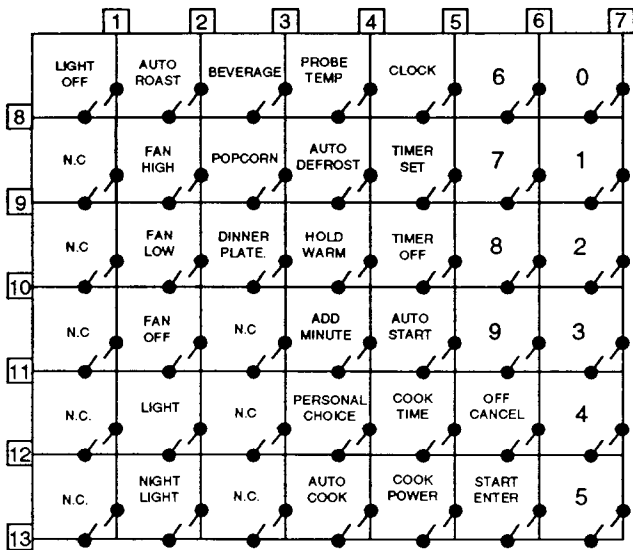 1 2 3 4 5 6 7
LIGHT OFF AUTO ROAST BEVERAGE PROBE TEMP CLOCK 6 0
8
N.C FAN HIGH POPCORN AUTO DEFROST TIMER SET 7 1
9
N.C FAN LOW DINNER PLATE. HOLD WARM TIMER OFF 8 2
10
N.C FAN OFF N.C ADD MINUTE AUTO START 9 3
11
N.C. LIGHT N.C PERSONAL CHOICE COOK TIME OFF CANCEL 4
12
N.C. NIGHT LIGHT N.C. AUTO COOK COOK POWER START ENTER 5
13